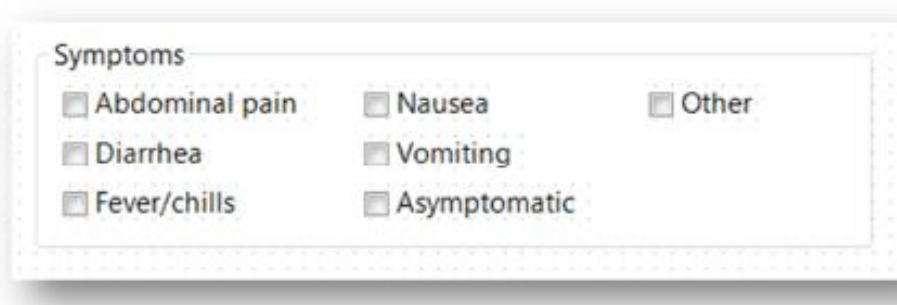 Symptoms
Abdominal pain Nausea Other
Diarrhea Vomiting
Fever/chills Asymptomatic